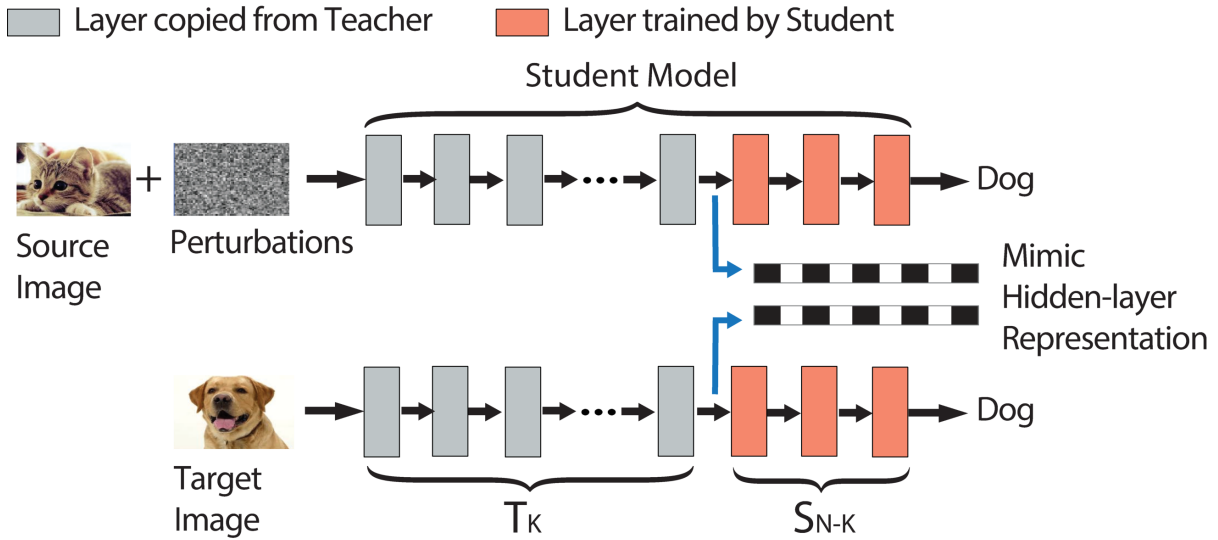 Layer copied from Teacher
Layer trained by Student
Student Model
Source
Image
+
Perturbations
Dog
Mimic
Hidden-layer
Representation
Target
Image
Dog
TK
SN-K